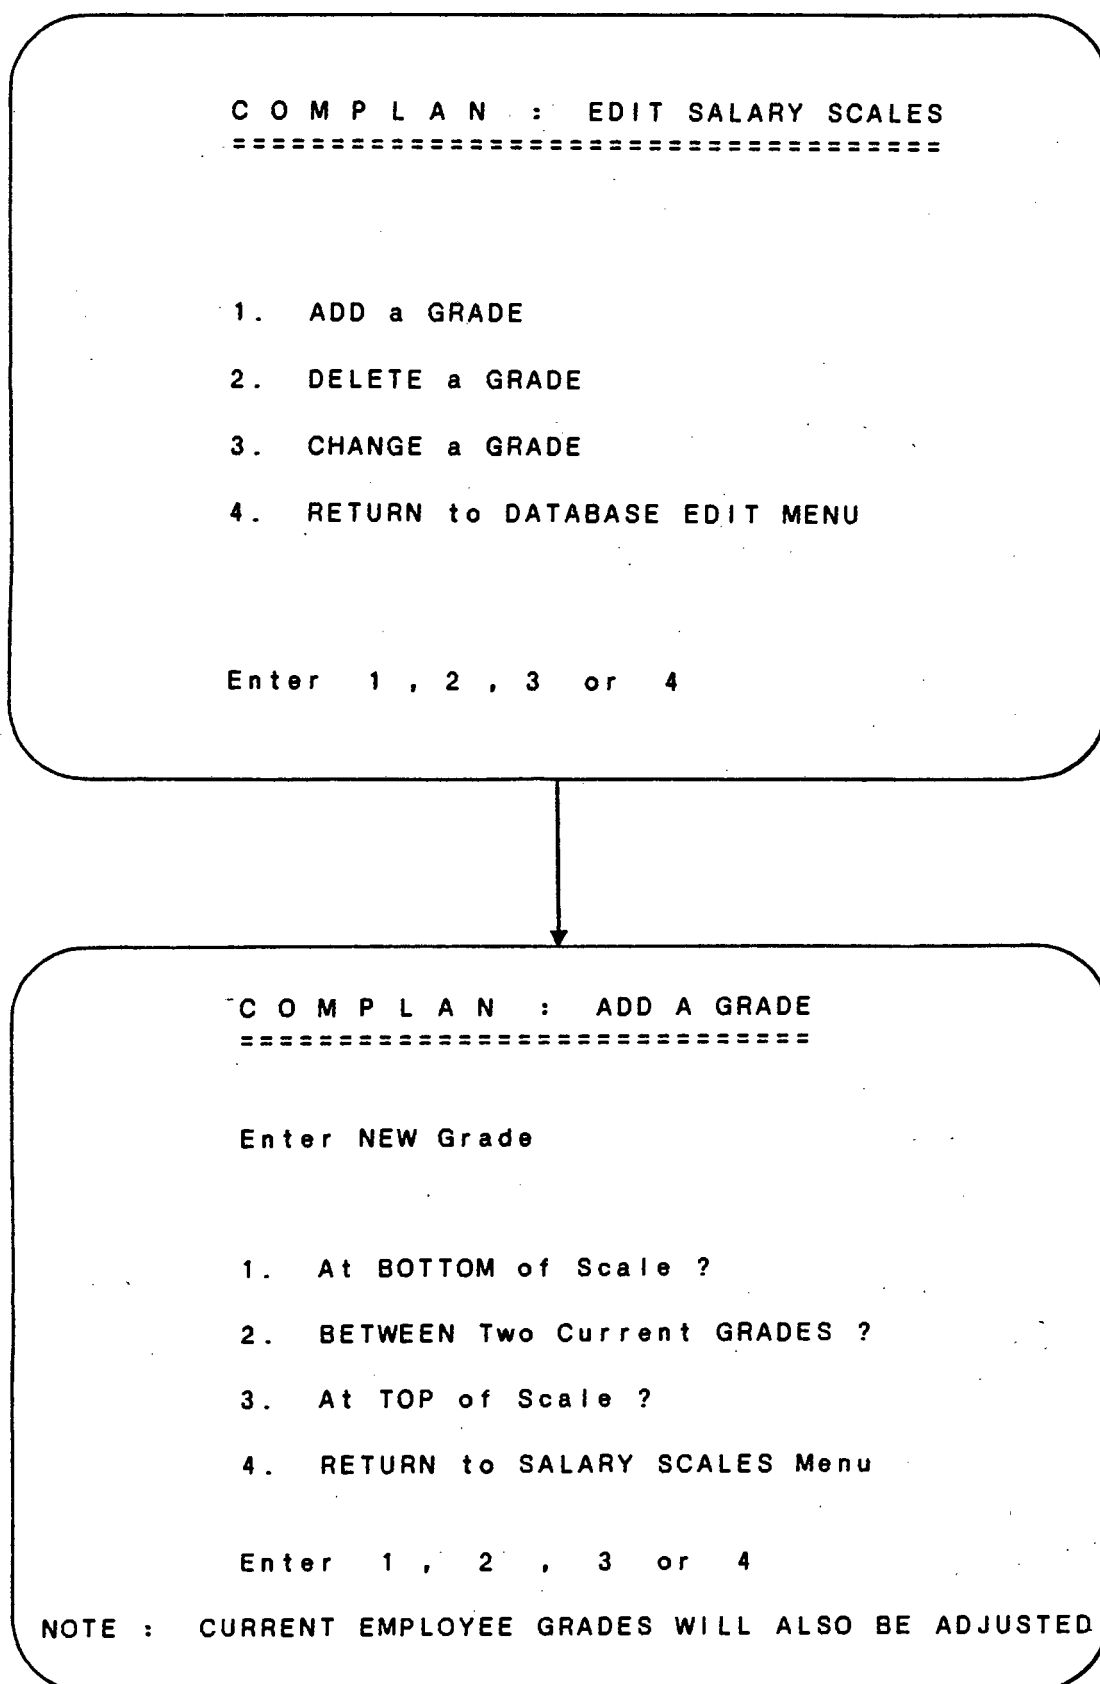 C O M P L A N : EDIT SALARY SCALES
====================================
1. ADD a GRADE
2. DELETE a GRADE
3. CHANGE a GRADE
4. RETURN to DATABASE EDIT MENU
Enter 1 , 2 , 3 or 4
C O M P L A N : ADD A GRADE
=============================
Enter NEW Grade
1. At BOTTOM of Scale ?
2. BETWEEN Two Current GRADES ?
3. At TOP of Scale ?
4. RETURN to SALARY SCALES Menu
Enter 1 , 2 , 3 or 4
NOTE : CURRENT EMPLOYEE GRADES WILL ALSO BE ADJUSTED